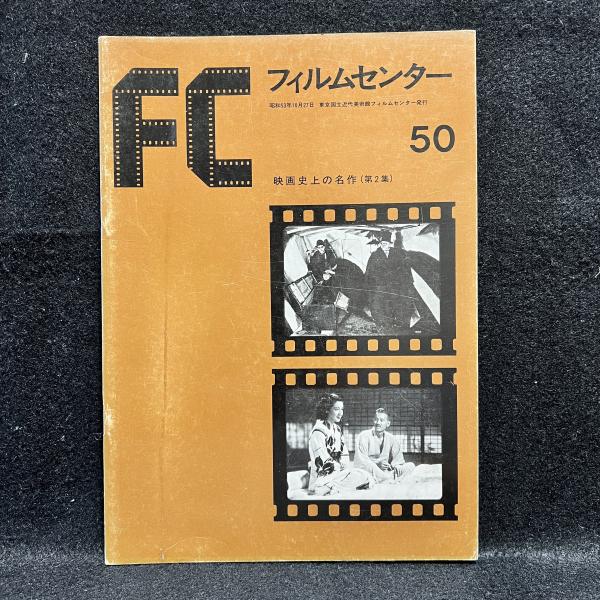 FC
フィルムセンター
昭和53年10月27日 東京国立近代美術館フィルムセンター発行
50
映画史上の名作(第2集)